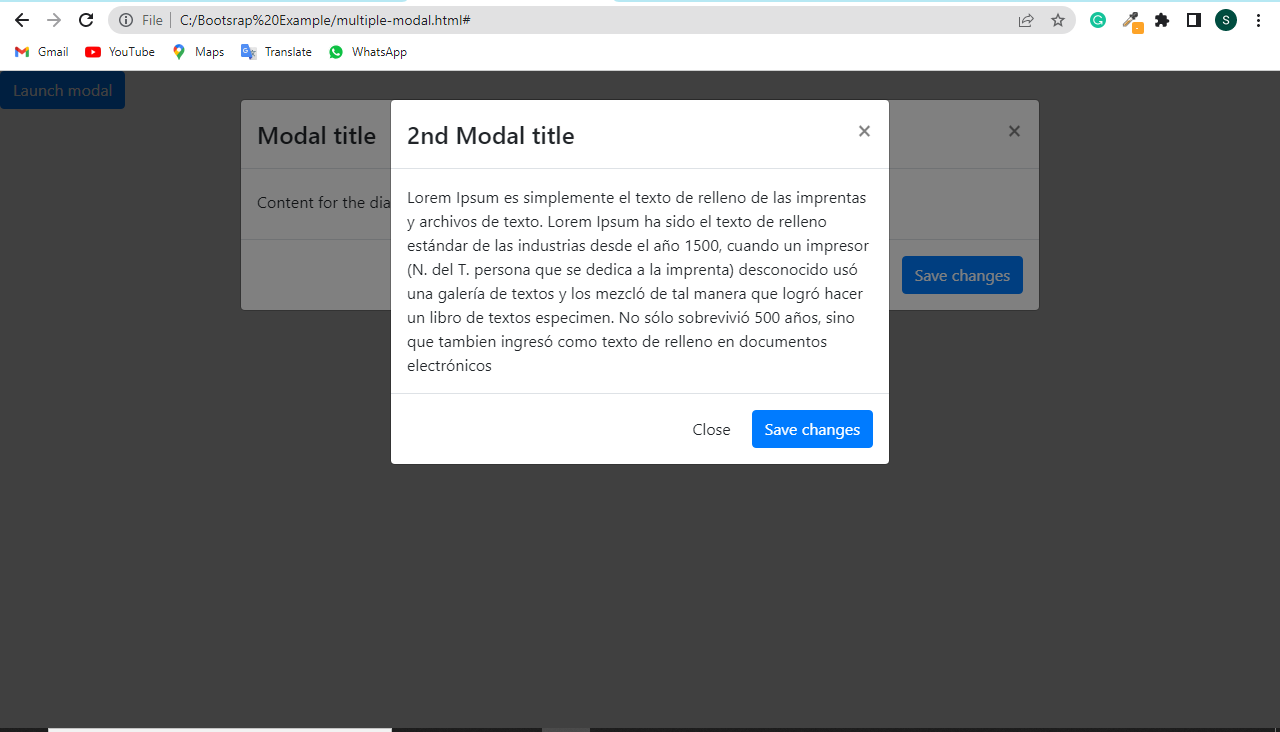 File
C:/Bootsrap%20Example/multiple-modal.html#
S
Gmail
YouTube
Maps
Translate
WhatsApp
Launch modal
Modal title
×
Content for the dia
Save changes
2nd Modal title
×
Lorem Ipsum es simplemente el texto de relleno de las imprentas
y archivos de texto. Lorem Ipsum ha sido el texto de relleno
estándar de las industrias desde el año 1500, cuando un impresor
(N. del T. persona que se dedica a la imprenta) desconocido usó
una galería de textos y los mezcló de tal manera que logró hacer
un libro de textos especimen. No sólo sobrevivió 500 años, sino
que tambien ingresó como texto de relleno en documentos
electrónicos
Close
Save changes